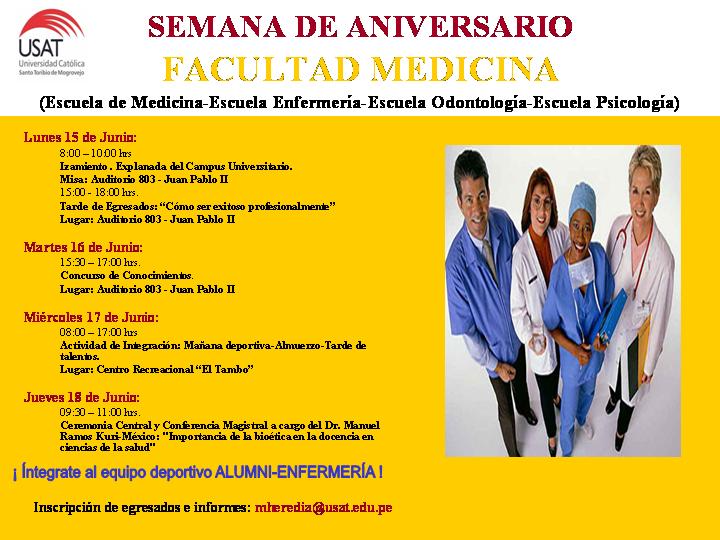 USAT
Universidad Católica
Santo Toribio de Mogrovejo
SEMANA DE ANIVERSARIO
FACULTAD MEDICINA
(Escuela de Medicina-Escuela Enfermería-Escuela Odontología-Escuela Psicología)
Lunes 15 de Junio:
8:00 – 10:00 hrs
Izamiento . Explanada del Campus Universitario.
Misa: Auditorio 803 - Juan Pablo II
15:00 - 18:00 hrs.
Tarde de Egresados: “Cómo ser exitoso profesionalmente”
Lugar: Auditorio 803 - Juan Pablo II
Martes 16 de Junio:
15:30 – 17:00 hrs.
Concurso de Conocimientos.
Lugar: Auditorio 803 - Juan Pablo II
Miércoles 17 de Junio:
08:00 – 17:00 hrs
Actividad de Integración: Mañana deportiva-Almuerzo-Tarde de
talentos.
Lugar: Centro Recreacional “El Tambo”
Jueves 18 de Junio:
09:30 – 11:00 hrs.
Ceremonia Central y Conferencia Magistral a cargo del Dr. Manuel
Ramos Kuri-México: "Importancia de la bioética en la docencia en
ciencias de la salud"
¡ Íntegrate al equipo deportivo ALUMNI-ENFERMERÍA !
Inscripción de egresados e informes: mheredia@usat.edu.pe